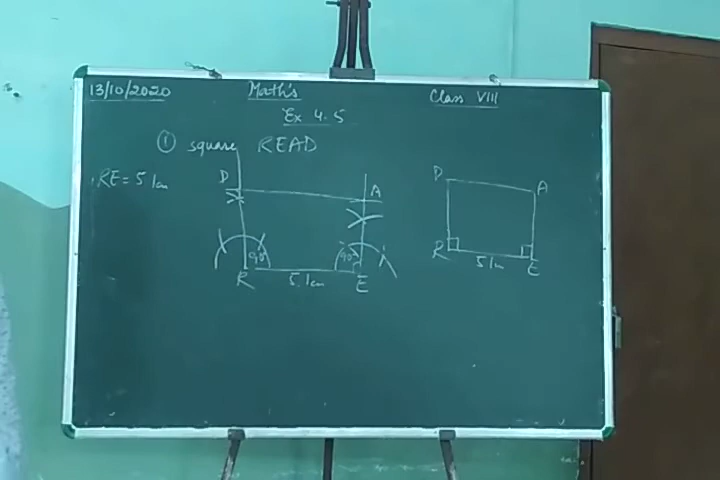 13/10/2020 Math's Class VIII
Ex 4.5
① square READ
RE = 5.1cm
D A
90° 90°
R 5.1cm E
D A
R 5.1cm E